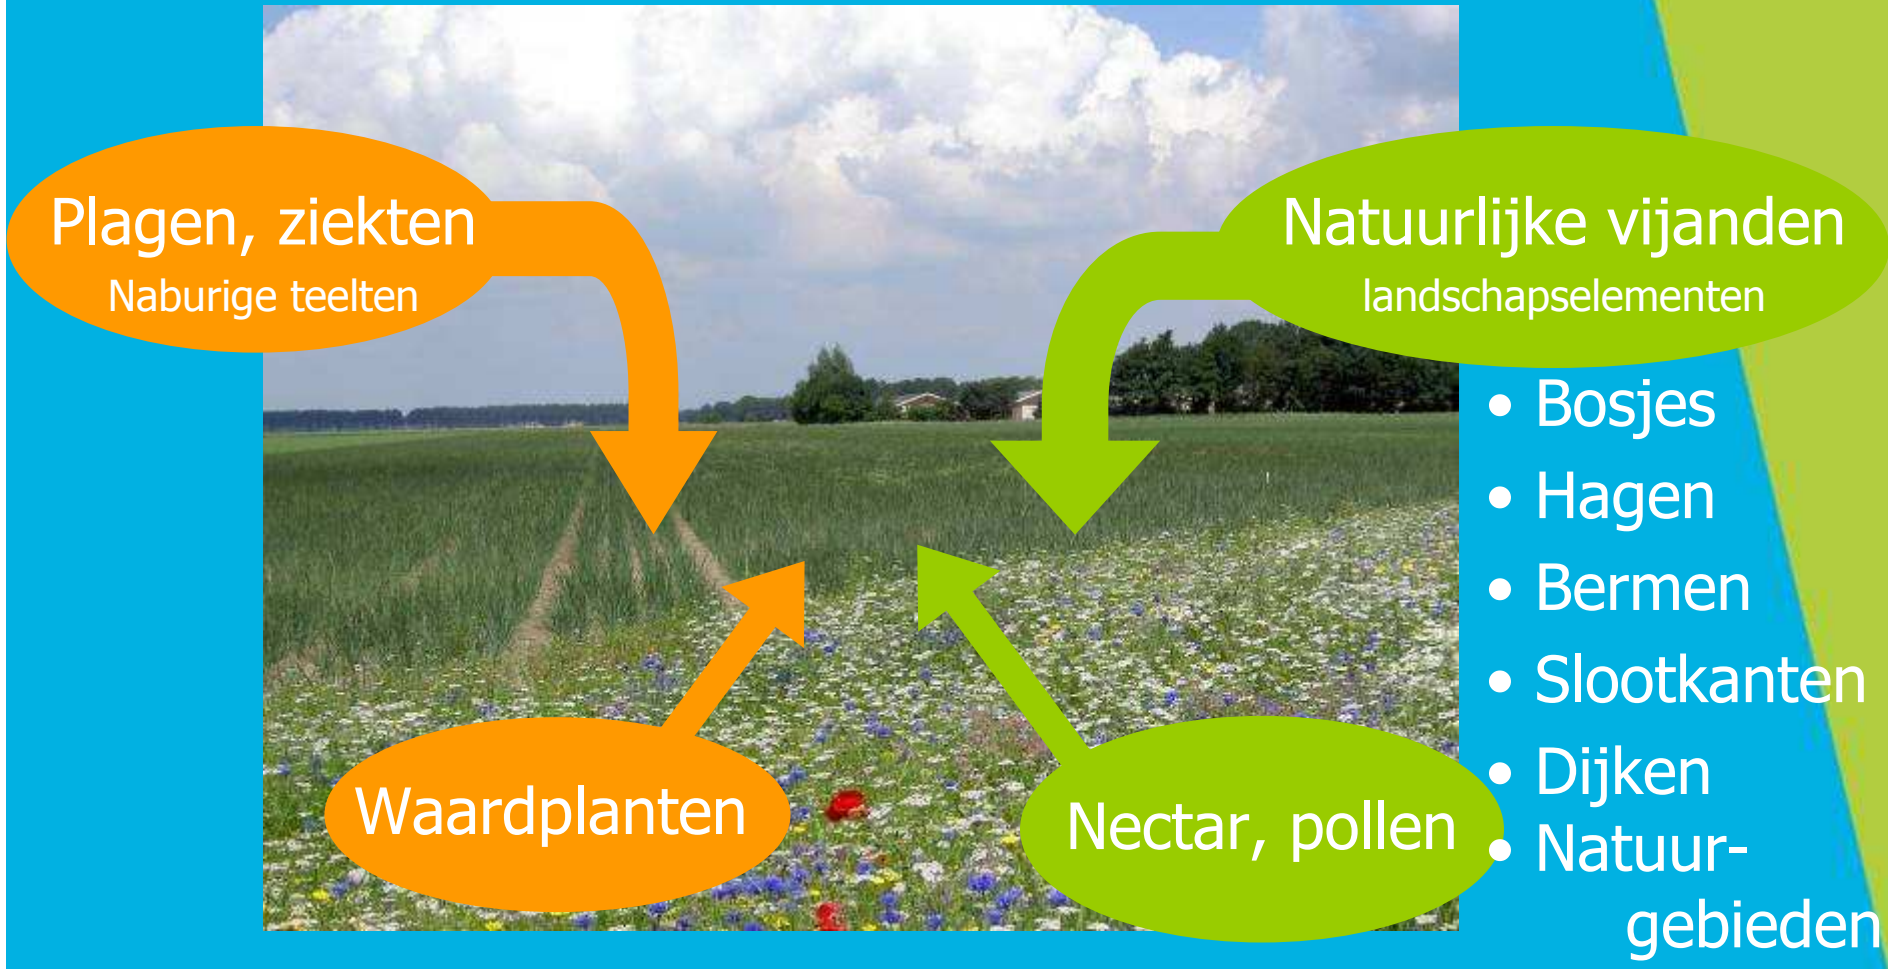 Plagen, ziekten
Naburige teelten
Natuurlijke vijanden
landschapselementen
• Bosjes
• Hagen
• Bermen
• Slootkanten
• Dijken
• Natuur-
gebieden
Waardplanten
Nectar, pollen